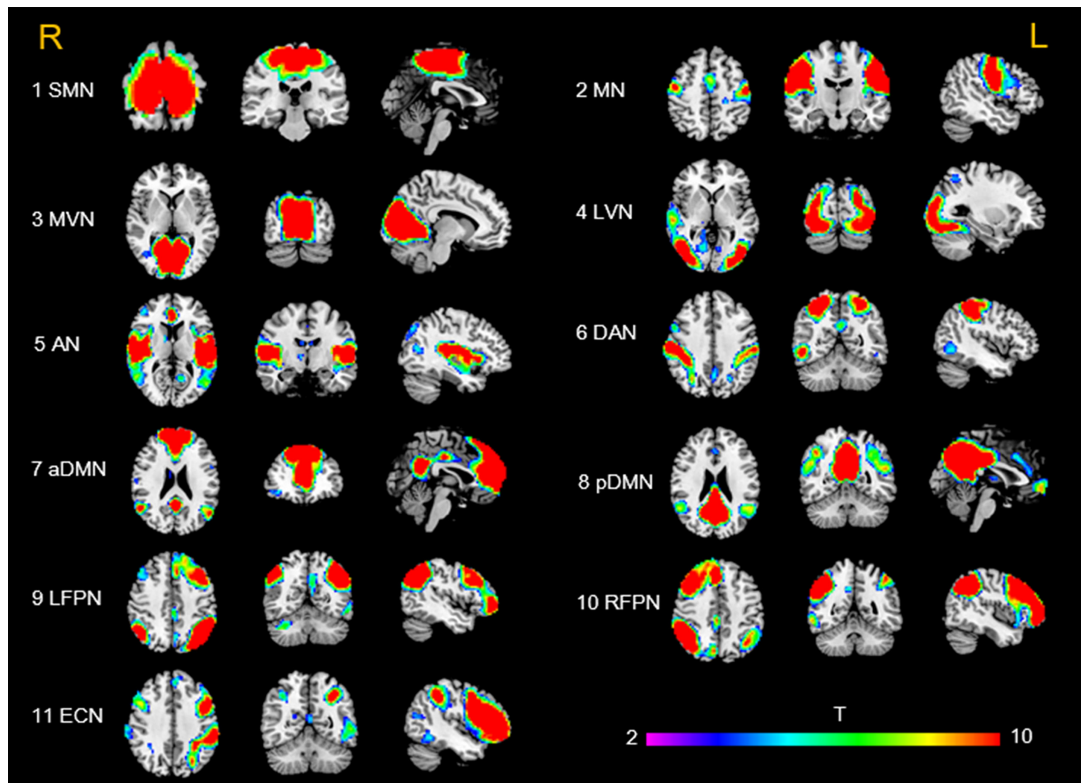 R L
1 SMN 2 MN
3 MVN 4 LVN
5 AN 6 DAN
7 aDMN 8 pDMN
9 LFPN 10 RFPN
11 ECN
T
2 10